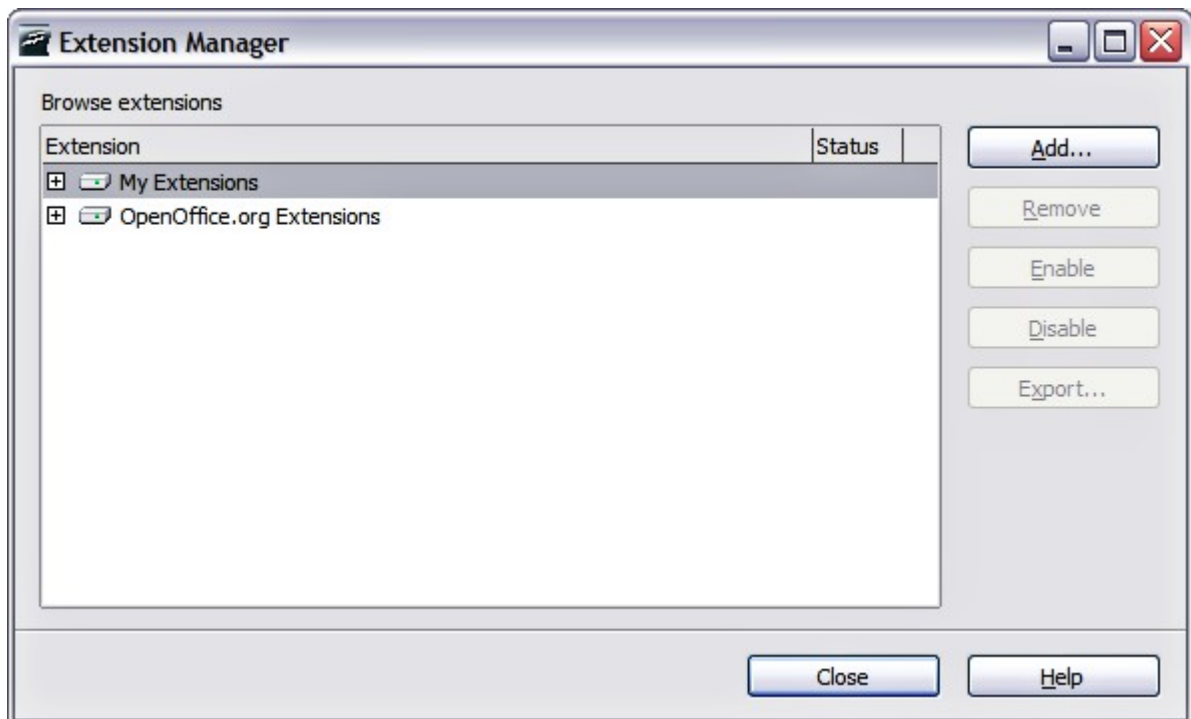 Extension Manager
Browse extensions
Extension Status
My Extensions
OpenOffice.org Extensions
Add...
Remove
Enable
Disable
Export...
Close
Help